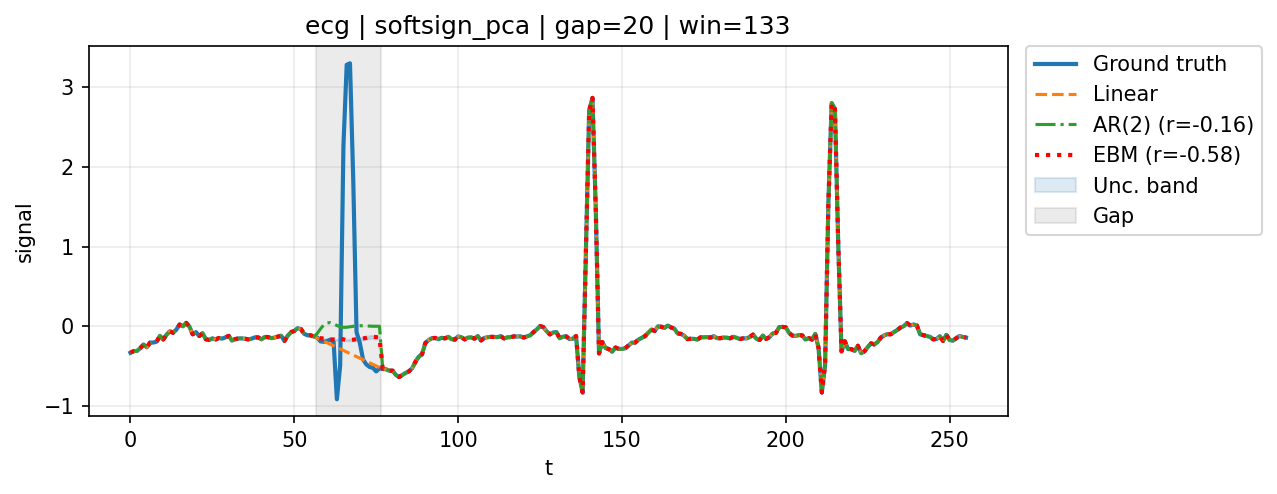 ecg | softsign_pca | gap=20 | win=133
3
2
1
0
−1
signal
0
50
100
150
200
250
t
Ground truth
Linear
AR(2) (r=-0.16)
EBM (r=-0.58)
Unc. band
Gap